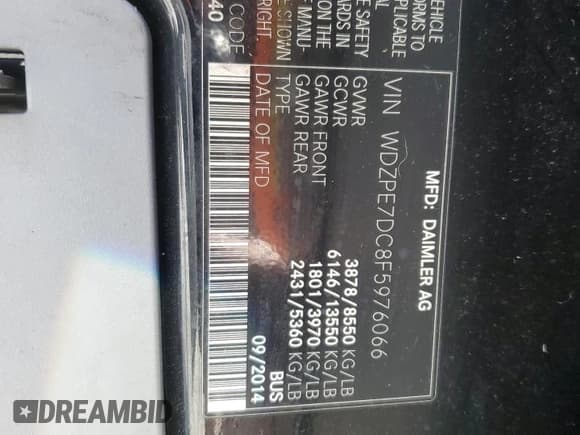 VEHICLE
ORMS TO
APPLICABLE
AL
E SAFETY
ARDS IN
ON THE
MANU-
SHOWN
RIGHT.
CODE
40
MFD: DAIMLER AG
VIN WDZPE7DC8F5976066
GVWR 3878/8550 KG/LB
GCWR 6146/13550 KG/LB
GAWR FRONT 1801/3970 KG/LB
GAWR REAR 2431/5360 KG/LB
TYPE BUS
DATE OF MFD 09/2014
DREAMBID